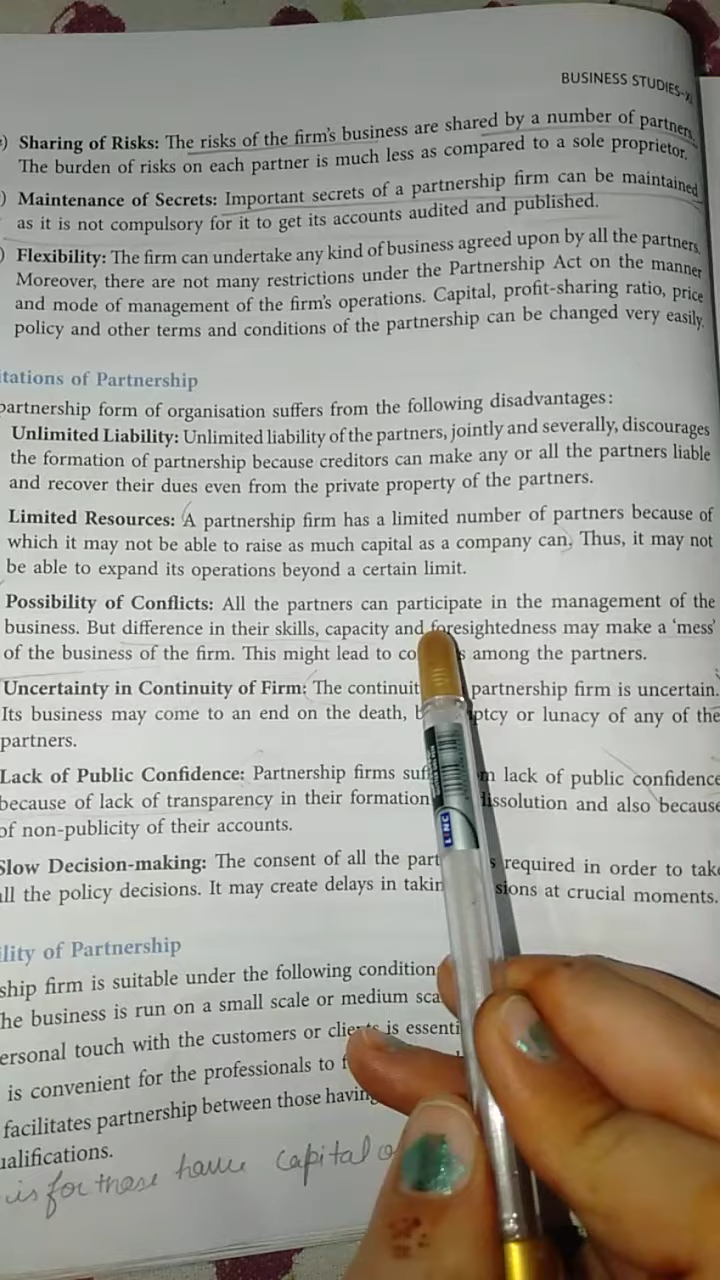 BUSINESS STUDIES-XI
) Sharing of Risks: The risks of the firm's business are shared by a number of partners.
The burden of risks on each partner is much less as compared to a sole proprietor.
) Maintenance of Secrets: Important secrets of a partnership firm can be maintained
as it is not compulsory for it to get its accounts audited and published.
) Flexibility: The firm can undertake any kind of business agreed upon by all the partners.
Moreover, there are not many restrictions under the Partnership Act on the manner
and mode of management of the firm's operations. Capital, profit-sharing ratio, price
policy and other terms and conditions of the partnership can be changed very easily.
tations of Partnership
partnership form of organisation suffers from the following disadvantages:
Unlimited Liability: Unlimited liability of the partners, jointly and severally, discourages
the formation of partnership because creditors can make any or all the partners liable
and recover their dues even from the private property of the partners.
Limited Resources: A partnership firm has a limited number of partners because of
which it may not be able to raise as much capital as a company can. Thus, it may not
be able to expand its operations beyond a certain limit.
Possibility of Conflicts: All the partners can participate in the management of the
business. But difference in their skills, capacity and foresightedness may make a 'mess'
of the business of the firm. This might lead to co s among the partners.
Uncertainty in Continuity of Firm: The continuit partnership firm is uncertain.
Its business may come to an end on the death, b ptcy or lunacy of any of the
partners.
Lack of Public Confidence: Partnership firms suf m lack of public confidence
because of lack of transparency in their formation dissolution and also because
of non-publicity of their accounts.
Slow Decision-making: The consent of all the part s required in order to take
all the policy decisions. It may create delays in takin sions at crucial moments.
ility of Partnership
ship firm is suitable under the following condition
he business is run on a small scale or medium sca
ersonal touch with the customers or clients is essenti
is convenient for the professionals to f
facilitates partnership between those having
ualifications.
is for those have capital
LINC